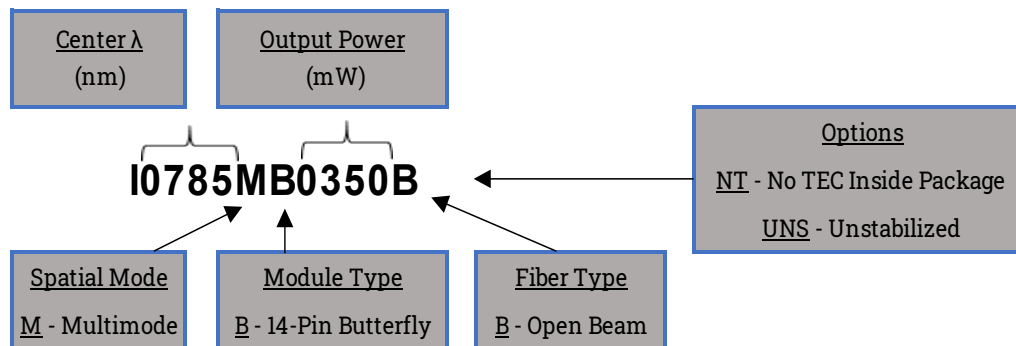 Center λ
(nm)
Output Power
(mW)
Options
NT - No TEC Inside Package
UNS - Unstabilized
I0785MB0350B
Spatial Mode
M - Multimode
Module Type
B - 14-Pin Butterfly
Fiber Type
B - Open Beam